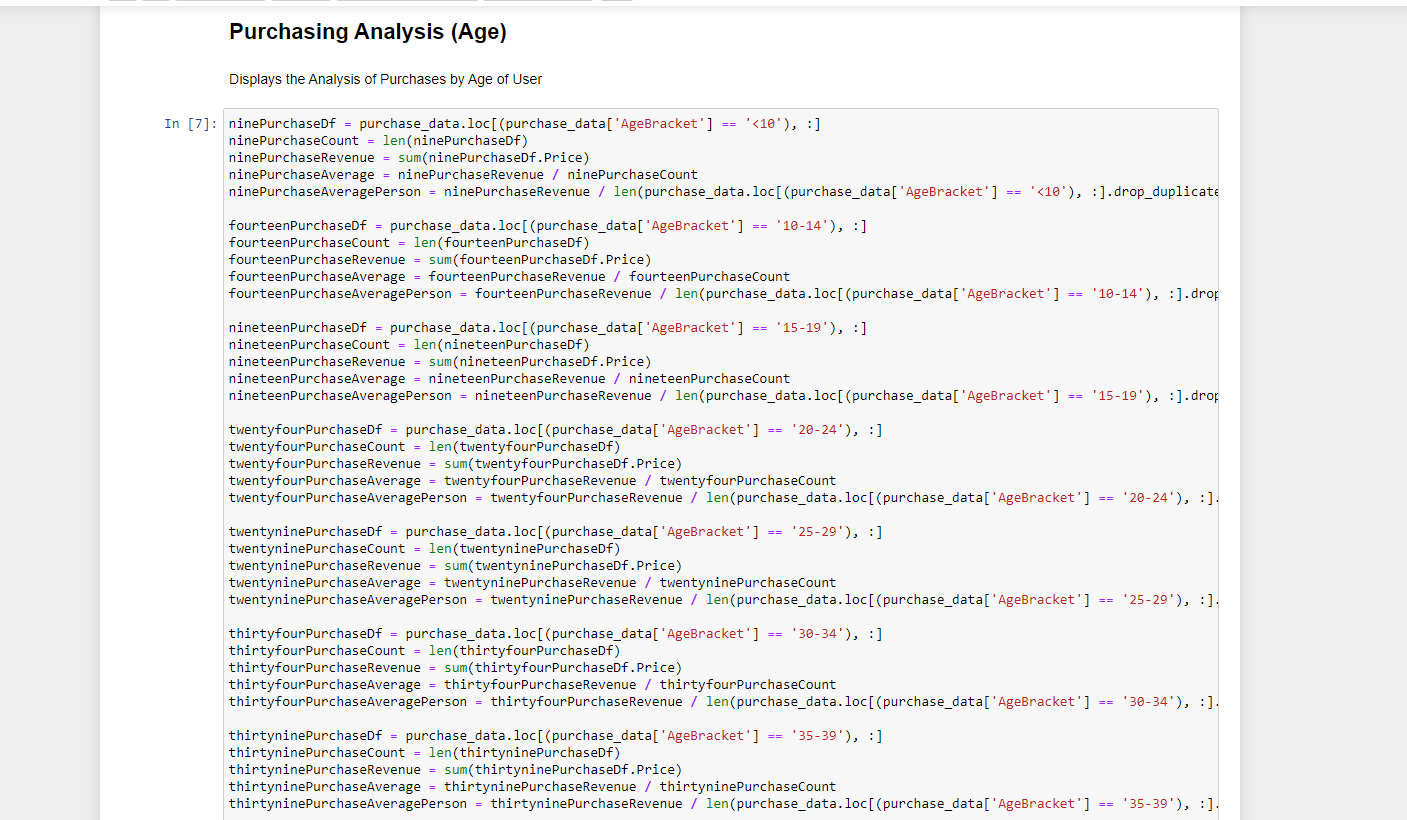 Purchasing Analysis (Age)
Displays the Analysis of Purchases by Age of User
In [7]: ninePurchaseDf = purchase_data.loc[(purchase_data['AgeBracket'] == '<10'), :]
ninePurchaseCount = len(ninePurchaseDf)
ninePurchaseRevenue = sum(ninePurchaseDf.Price)
ninePurchaseAverage = ninePurchaseRevenue / ninePurchaseCount
ninePurchaseAveragePerson = ninePurchaseRevenue / len(purchase_data.loc[(purchase_data['AgeBracket'] == '<10'), :].drop_duplicate
fourteenPurchaseDf = purchase_data.loc[(purchase_data['AgeBracket'] == '10-14'), :]
fourteenPurchaseCount = len(fourteenPurchaseDf)
fourteenPurchaseRevenue = sum(fourteenPurchaseDf.Price)
fourteenPurchaseAverage = fourteenPurchaseRevenue / fourteenPurchaseCount
fourteenPurchaseAveragePerson = fourteenPurchaseRevenue / len(purchase_data.loc[(purchase_data['AgeBracket'] == '10-14'), :].drop
nineteenPurchaseDf = purchase_data.loc[(purchase_data['AgeBracket'] == '15-19'), :]
nineteenPurchaseCount = len(nineteenPurchaseDf)
nineteenPurchaseRevenue = sum(nineteenPurchaseDf.Price)
nineteenPurchaseAverage = nineteenPurchaseRevenue / nineteenPurchaseCount
nineteenPurchaseAveragePerson = nineteenPurchaseRevenue / len(purchase_data.loc[(purchase_data['AgeBracket'] == '15-19'), :].drop
twentyfourPurchaseDf = purchase_data.loc[(purchase_data['AgeBracket'] == '20-24'), :]
twentyfourPurchaseCount = len(twentyfourPurchaseDf)
twentyfourPurchaseRevenue = sum(twentyfourPurchaseDf.Price)
twentyfourPurchaseAverage = twentyfourPurchaseRevenue / twentyfourPurchaseCount
twentyfourPurchaseAveragePerson = twentyfourPurchaseRevenue / len(purchase_data.loc[(purchase_data['AgeBracket'] == '20-24'), :].
twentyninePurchaseDf = purchase_data.loc[(purchase_data['AgeBracket'] == '25-29'), :]
twentyninePurchaseCount = len(twentyninePurchaseDf)
twentyninePurchaseRevenue = sum(twentyninePurchaseDf.Price)
twentyninePurchaseAverage = twentyninePurchaseRevenue / twentyninePurchaseCount
twentyninePurchaseAveragePerson = twentyninePurchaseRevenue / len(purchase_data.loc[(purchase_data['AgeBracket'] == '25-29'), :].
thirtyfourPurchaseDf = purchase_data.loc[(purchase_data['AgeBracket'] == '30-34'), :]
thirtyfourPurchaseCount = len(thirtyfourPurchaseDf)
thirtyfourPurchaseRevenue = sum(thirtyfourPurchaseDf.Price)
thirtyfourPurchaseAverage = thirtyfourPurchaseRevenue / thirtyfourPurchaseCount
thirtyfourPurchaseAveragePerson = thirtyfourPurchaseRevenue / len(purchase_data.loc[(purchase_data['AgeBracket'] == '30-34'), :].
thirtyninePurchaseDf = purchase_data.loc[(purchase_data['AgeBracket'] == '35-39'), :]
thirtyninePurchaseCount = len(thirtyninePurchaseDf)
thirtyninePurchaseRevenue = sum(thirtyninePurchaseDf.Price)
thirtyninePurchaseAverage = thirtyninePurchaseRevenue / thirtyninePurchaseCount
thirtyninePurchaseAveragePerson = thirtyninePurchaseRevenue / len(purchase_data.loc[(purchase_data['AgeBracket'] == '35-39'), :].